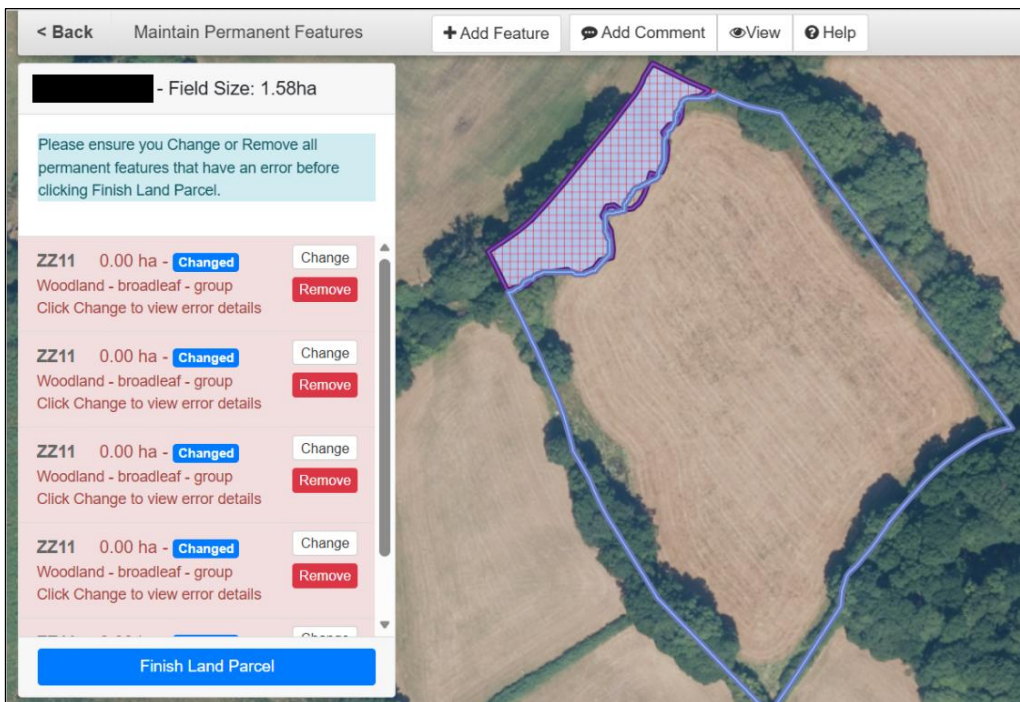 < Back Maintain Permanent Features Add Feature Add Comment View Help
- Field Size: 1.58ha
Please ensure you Change or Remove all
permanent features that have an error before
clicking Finish Land Parcel.
ZZ11 0.00 ha - Changed Change
Woodland - broadleaf - group Remove
Click Change to view error details
ZZ11 0.00 ha - Changed Change
Woodland - broadleaf - group Remove
Click Change to view error details
ZZ11 0.00 ha - Changed Change
Woodland - broadleaf - group Remove
Click Change to view error details
ZZ11 0.00 ha - Changed Change
Woodland - broadleaf - group Remove
Click Change to view error details
Finish Land Parcel